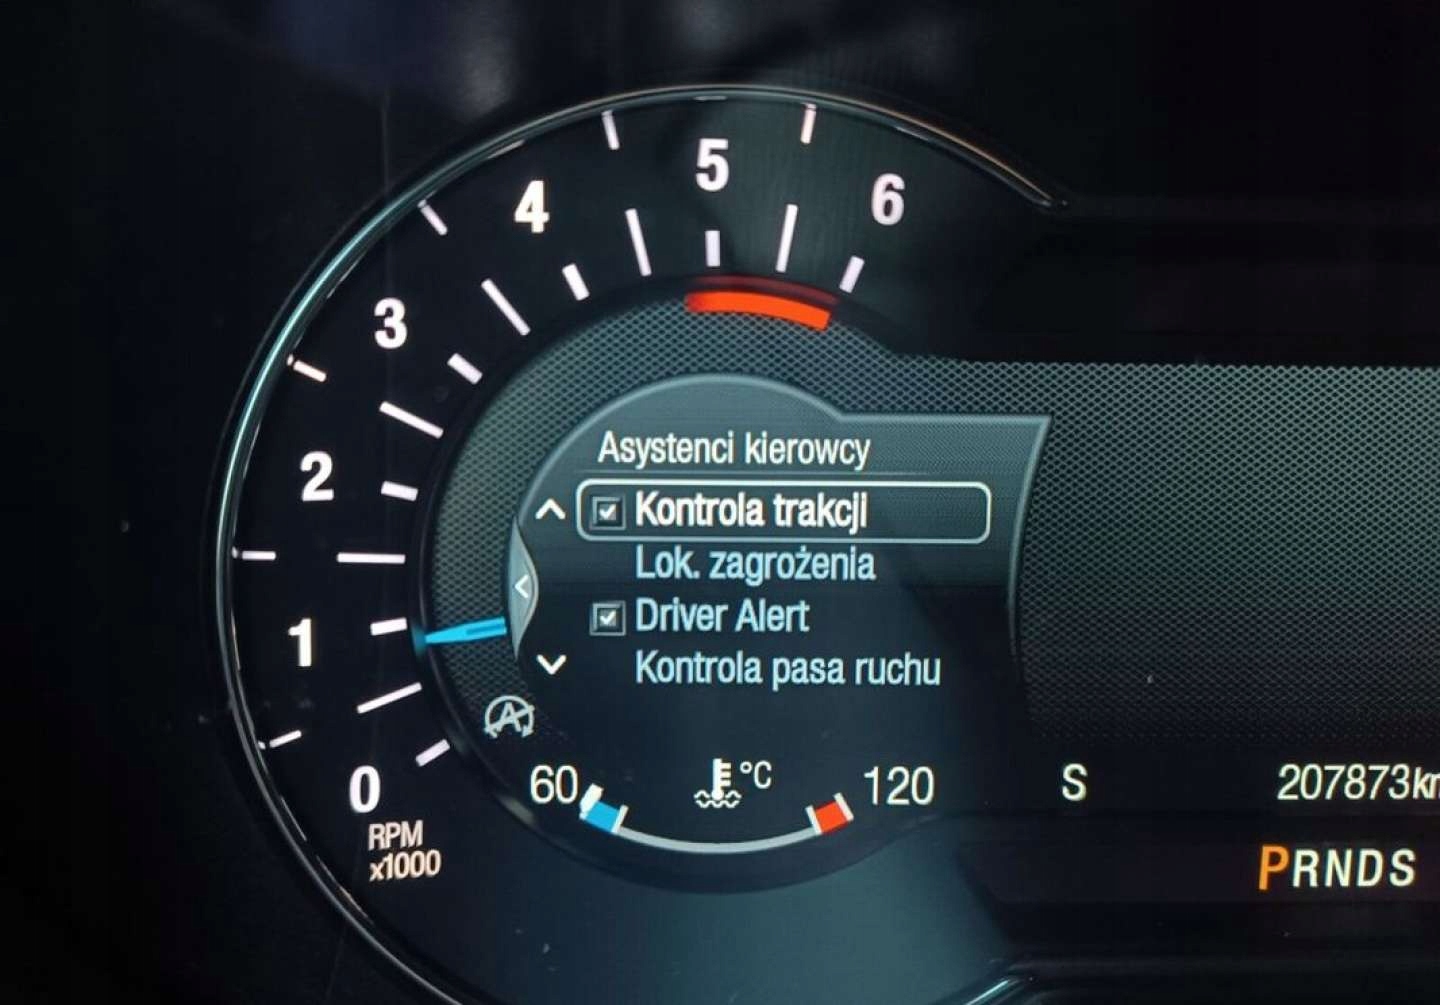 5
6
4
3
2
1
0
RPM
x1000
Asystenci kierowcy
Kontrola trakcji
Lok. zagrożenia
Driver Alert
Kontrola pasa ruchu
A
60 °C 120
S 207873km
PRNDS